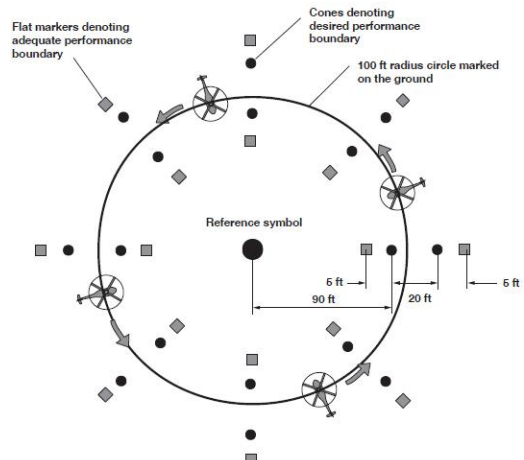 Flat markers denoting
adequate performance
boundary
Cones denoting
desired performance
boundary
100 ft radius circle marked
on the ground
Reference symbol
5 ft
5 ft
90 ft
20 ft